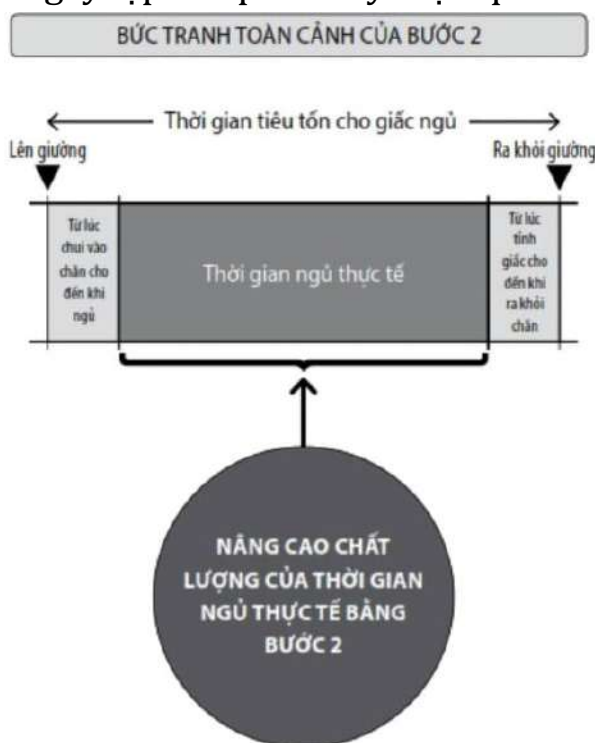 BỨC TRANH TOÀN CẢNH CỦA BƯỚC 2
Thời gian tiêu tốn cho giấc ngủ
Lên giường
Ra khỏi giường
Từ lúc
chui vào
chăn cho
đến khi
ngủ
Thời gian ngủ thực tế
Từ lúc
tỉnh
giấc cho
đến khi
ra khỏi
chăn
NÂNG CAO CHẤT
LƯỢNG CỦA THỜI GIAN
NGỦ THỰC TẾ BẰNG
BƯỚC 2